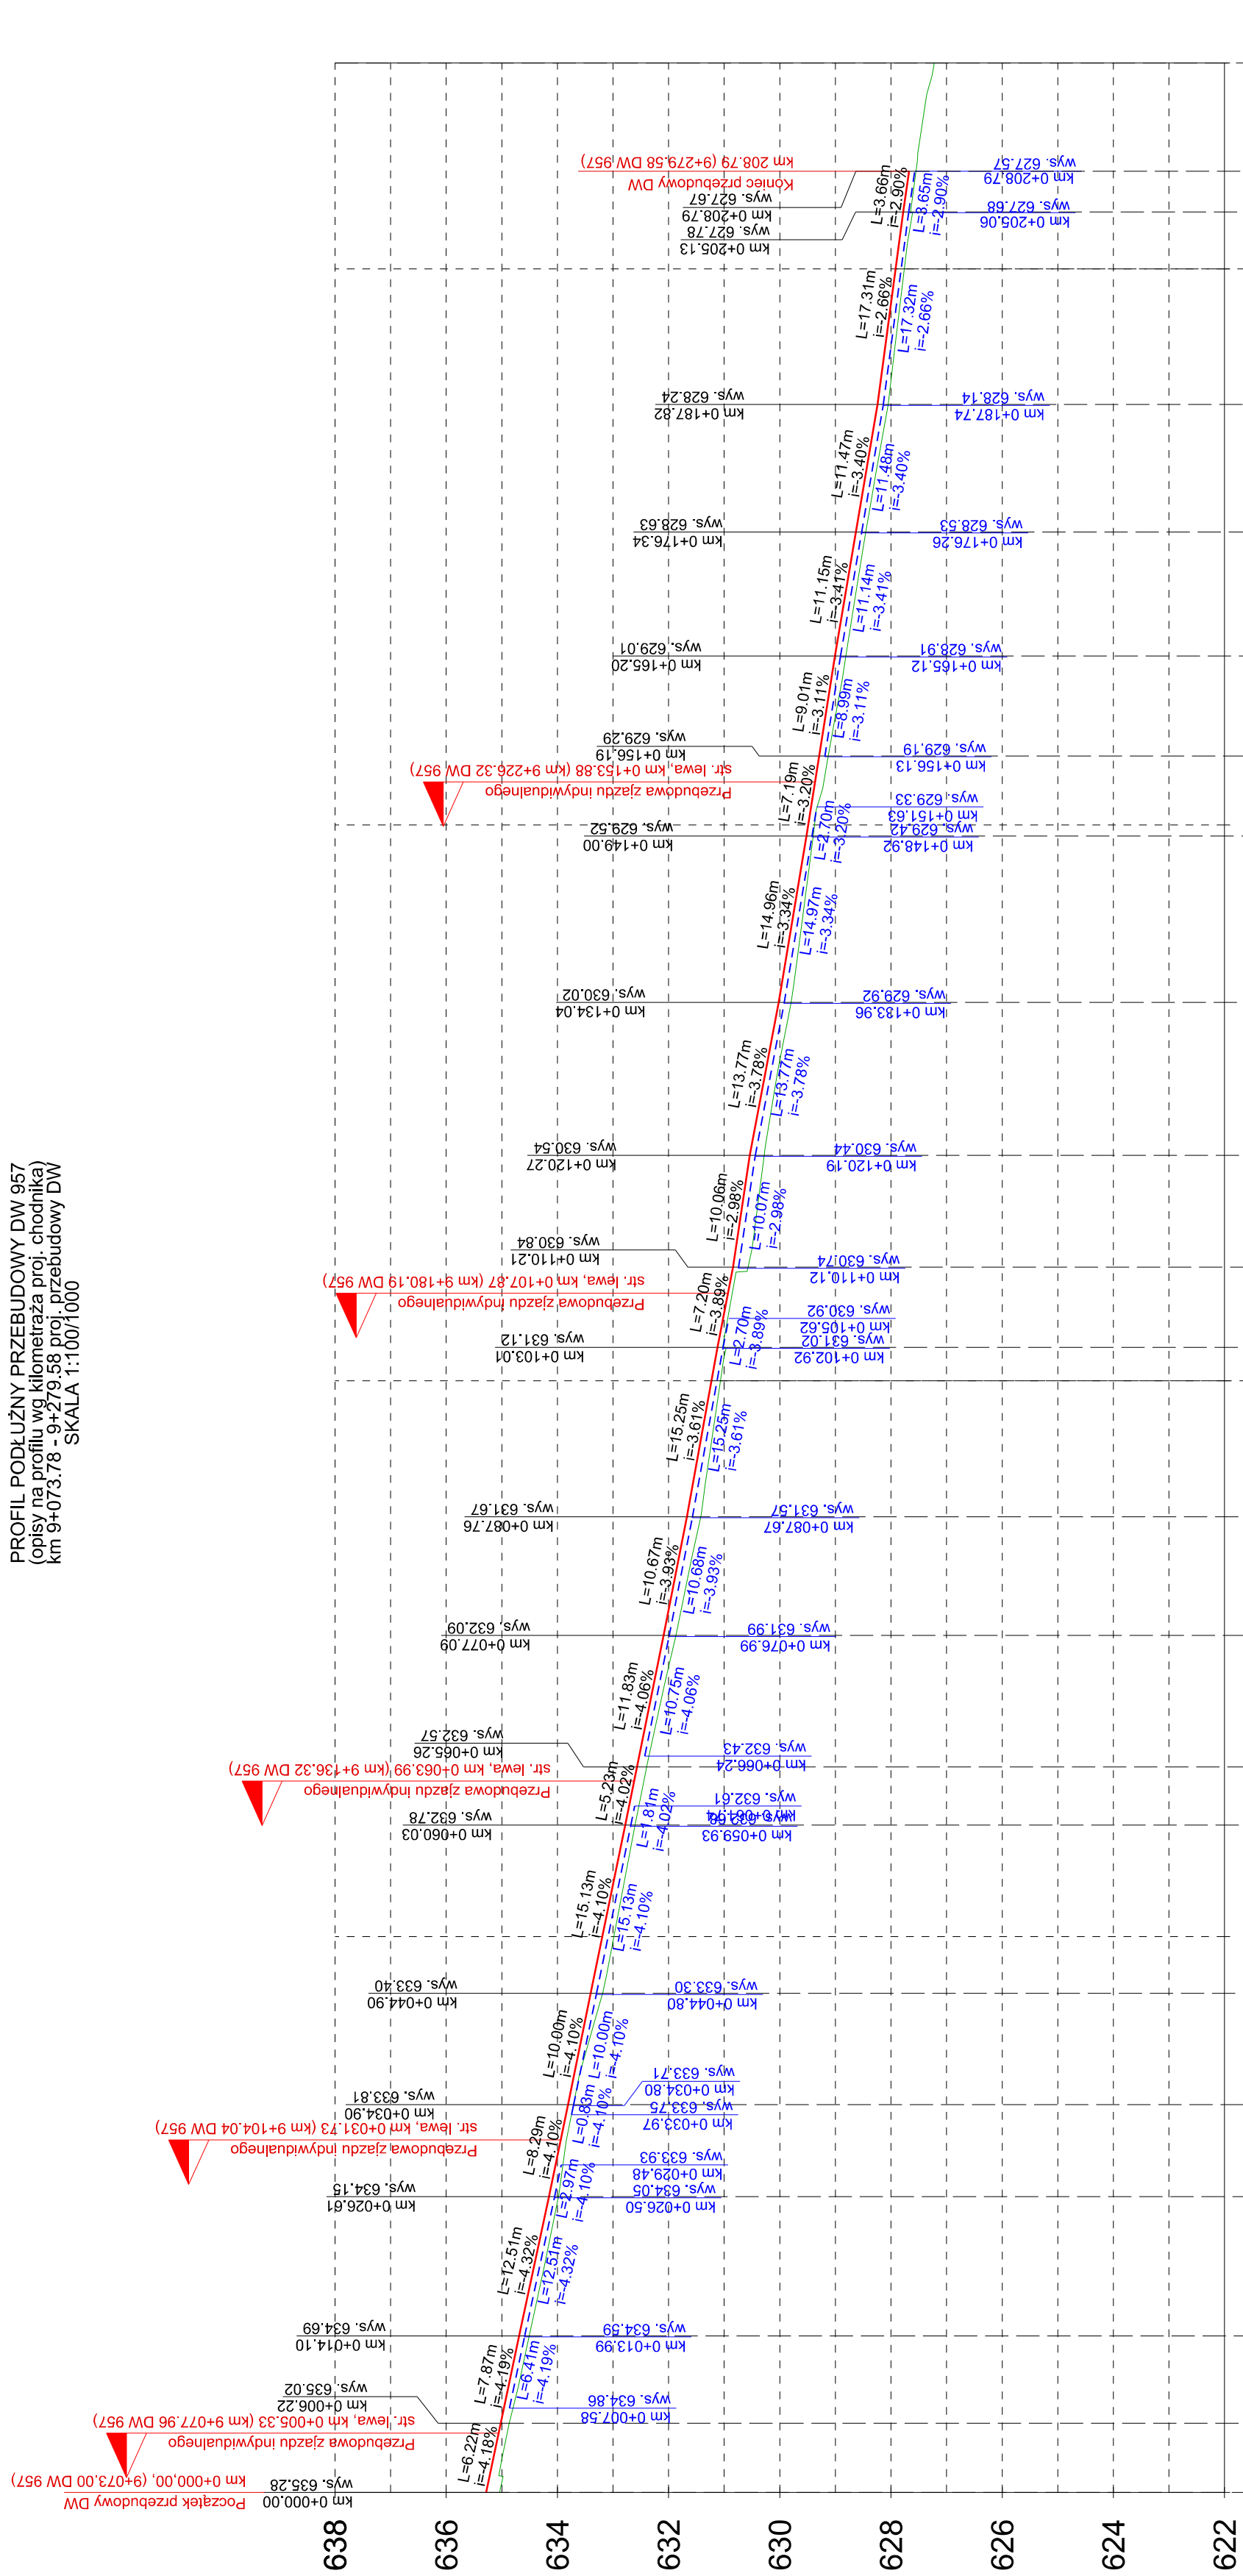 PROFIL PODŁUŻNY PRZEBUDOWY DW 957
(opisy na profilu wg kilometraża proj. chodnika)
km 9+073.78 - 9+279.58 proj. przebudowy DW
SKALA 1:100/1000
638
636
634
632
630
628
626
624
622
Początek przebudowy DW
km 0+000,00, (9+073.00 DW 957)
km 0+000.00
wys. 635.28
L=6.22m
i=-4.18%
Przebudowa zjazdu indywidualnego
str. lewa, km 0+005.33 (km 9+077.96 DW 957)
km 0+006.22
wys. 635.02
km 0+007.58
wys. 634.86
L=7.87m
i=-4.19%
L=6.41m
i=-4.19%
km 0+014.10
wys. 634.69
km 0+013.99
wys. 634.59
L=12.51m
i=-4.32%
L=12.51m
i=-4.32%
km 0+026.61
wys. 634.15
km 0+026.50
wys. 634.05
L=2.97m
i=-4.10%
km 0+029.48
wys. 633.93
L=8.29m
i=-4.10%
Przebudowa zjazdu indywidualnego
str. lewa, km 0+031.73 (km 9+104.04 DW 957)
km 0+033.97
wys. 633.75
L=0.83m
i=-4.10%
km 0+034.90
wys. 633.81
km 0+034.80
wys. 633.71
L=10.00m
i=-4.10%
L=10.00m
i=-4.10%
km 0+044.90
wys. 633.40
km 0+044.80
wys. 633.30
L=15.13m
i=-4.10%
L=15.13m
i=-4.10%
km 0+060.03
wys. 632.78
km 0+059.93
L=1.81m
i=-4.02%
wys. 632.61
L=5.23m
i=-4.02%
Przebudowa zjazdu indywidualnego
str. lewa, km 0+063.99 (km 9+136.32 DW 957)
km 0+065.26
wys. 632.57
km 0+066.24
wys. 632.43
L=11.83m
i=-4.06%
L=10.75m
i=-4.06%
km 0+077.09
wys. 632.09
km 0+076.99
wys. 631.99
L=10.67m
i=-3.93%
L=10.68m
i=-3.93%
km 0+087.76
wys. 631.67
km 0+087.67
wys. 631.57
L=15.25m
i=-3.61%
L=15.25m
i=-3.61%
km 0+103.01
wys. 631.12
km 0+102.92
wys. 631.02
L=2.70m
i=-3.89%
km 0+105.62
wys. 630.92
L=7.20m
i=-3.89%
Przebudowa zjazdu indywidualnego
str. lewa, km 0+107.87 (km 9+180.19 DW 957)
km 0+110.21
wys. 630.84
km 0+110.12
wys. 630.74
L=10.06m
i=-2.98%
L=10.07m
i=-2.98%
km 0+120.27
wys. 630.54
km 0+120.19
wys. 630.44
L=13.77m
i=-3.78%
L=13.77m
i=-3.78%
km 0+134.04
wys. 630.02
km 0+133.96
wys. 629.92
L=14.96m
i=-3.34%
L=14.97m
i=-3.34%
km 0+149.00
wys. 629.52
km 0+148.92
wys. 629.42
L=2.70m
i=-3.20%
km 0+151.63
wys. 629.33
L=7.19m
i=-3.20%
Przebudowa zjazdu indywidualnego
str. lewa, km 0+153.88 (km 9+226.32 DW 957)
km 0+156.19
wys. 629.29
km 0+156.13
wys. 629.19
L=9.01m
i=-3.11%
L=8.99m
i=-3.11%
km 0+165.20
wys. 629.01
km 0+165.12
wys. 628.91
L=11.15m
i=-3.41%
L=11.14m
i=-3.41%
km 0+176.34
wys. 628.63
km 0+176.26
wys. 628.53
L=11.47m
i=-3.40%
L=11.48m
i=-3.40%
km 0+187.82
wys. 628.24
km 0+187.74
wys. 628.14
L=17.31m
i=-2.66%
L=17.32m
i=-2.66%
km 0+205.13
wys. 627.78
km 0+205.06
wys. 627.68
L=3.66m
i=-2.90%
L=3.65m
i=-2.90%
km 0+208.79
wys. 627.67
km 0+208.79
wys. 627.57
Koniec przebudowy DW
km 208.79 (9+279.58 DW 957)